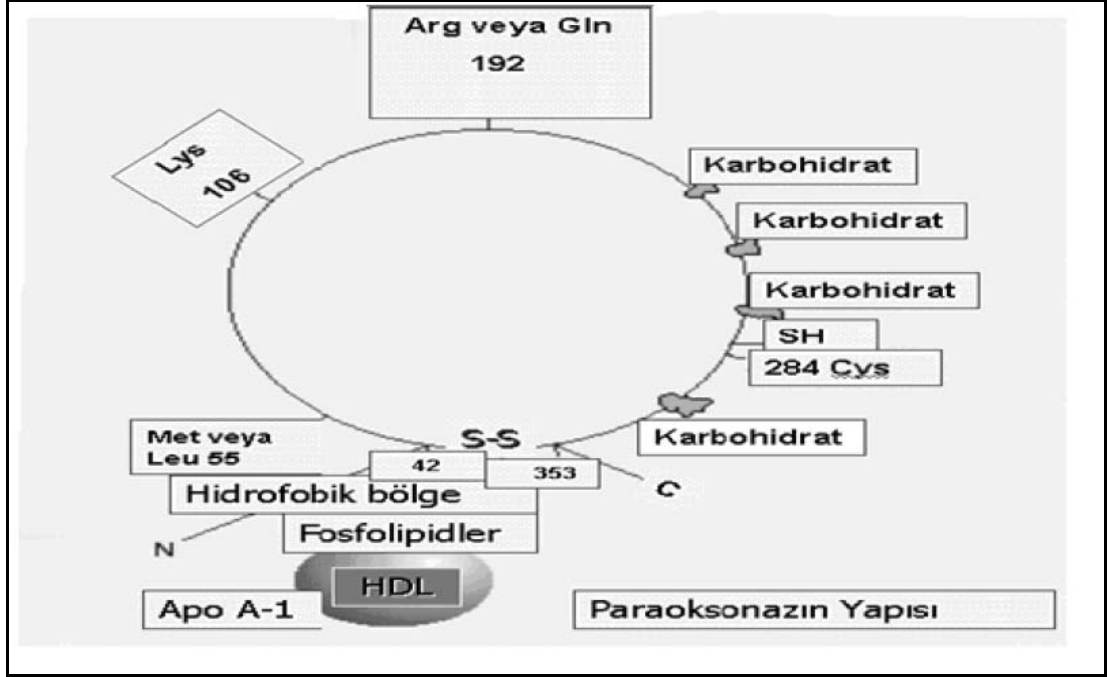 Arg veya Gln
192
Lys
106
Karbohidrat
Karbohidrat
Karbohidrat
SH
284 Cys
Karbohidrat
S-S
Met veya
Leu 55
42
353
C
Hidrofobik bölge
Fosfolipidler
N
HDL
Apo A-1
Paraoksonazın Yapısı